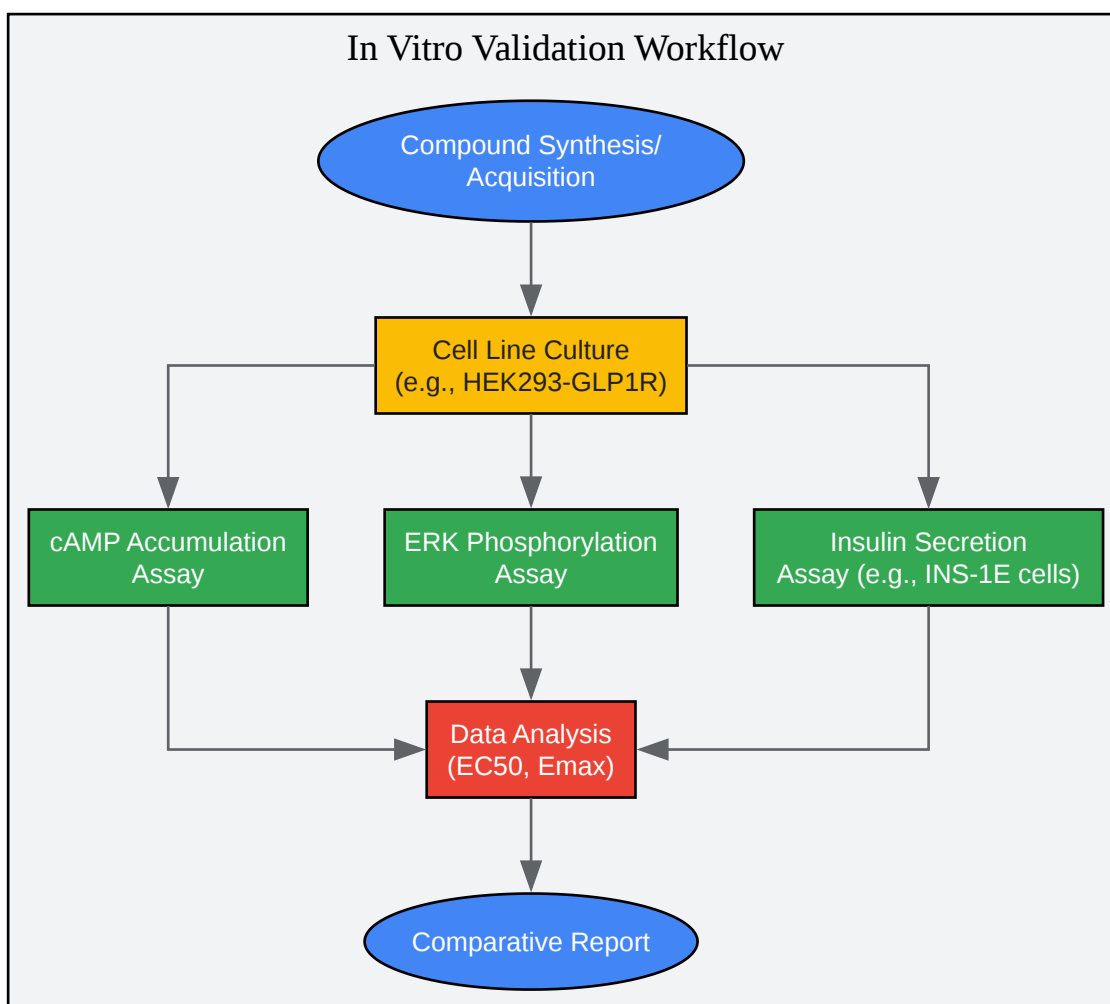 In Vitro Validation Workflow
Compound Synthesis/
Acquisition
Cell Line Culture
(e.g., HEK293-GLP1R)
cAMP Accumulation
Assay
ERK Phosphorylation
Assay
Insulin Secretion
Assay (e.g., INS-1E cells)
Data Analysis
(EC50, Emax)
Comparative Report